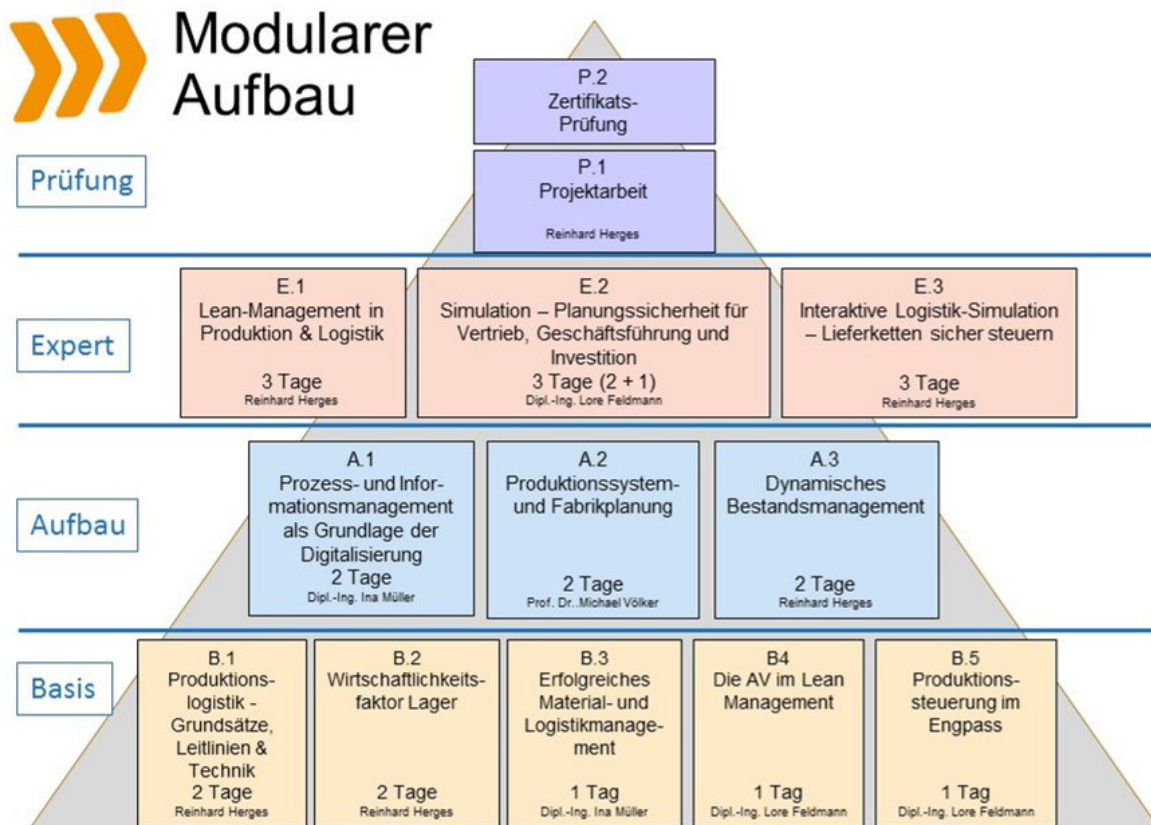 Modularer
Aufbau
P.2
Zertifikats-
Prüfung
Prüfung
P.1
Projektarbeit
Reinhard Herges
Expert
E.1
Lean-Management in
Produktion & Logistik
3 Tage
Reinhard Herges
E.2
Simulation – Planungssicherheit für
Vertrieb, Geschäftsführung und
Investition
3 Tage (2 + 1)
Dipl.-Ing. Lore Feldmann
E.3
Interaktive Logistik-Simulation
– Lieferketten sicher steuern
3 Tage
Reinhard Herges
Aufbau
A.1
Prozess- und Infor-
mationsmanagement
als Grundlage der
Digitalisierung
2 Tage
Dipl.-Ing. Ina Müller
A.2
Produktionssystem-
und Fabrikplanung
2 Tage
Prof. Dr..Michael Völker
A.3
Dynamisches
Bestandsmanagement
2 Tage
Reinhard Herges
Basis
B.1
Produktions-
logistik -
Grundsätze,
Leitlinien &
Technik
2 Tage
Reinhard Herges
B.2
Wirtschaftlichkeits-
faktor Lager
2 Tage
Reinhard Herges
B.3
Erfolgreiches
Material- und
Logistikmanage-
ment
1 Tag
Dipl.-Ing. Ina Müller
B4
Die AV im Lean
Management
1 Tag
Dipl.-Ing. Lore Feldmann
B.5
Produktions-
steuerung im
Engpass
1 Tag
Dipl.-Ing. Lore Feldmann